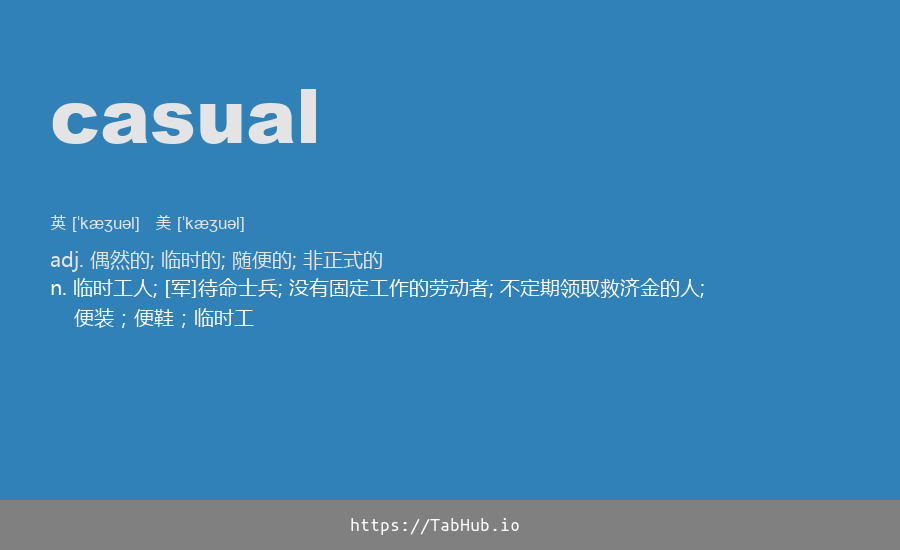 casual
英 [ˈkæʒuəl] 美 [ˈkæʒuəl]
adj. 偶然的; 临时的; 随便的; 非正式的
n. 临时工人; [军]待命士兵; 没有固定工作的劳动者; 不定期领取救济金的人;
便装；便鞋；临时工
https://TabHub.io